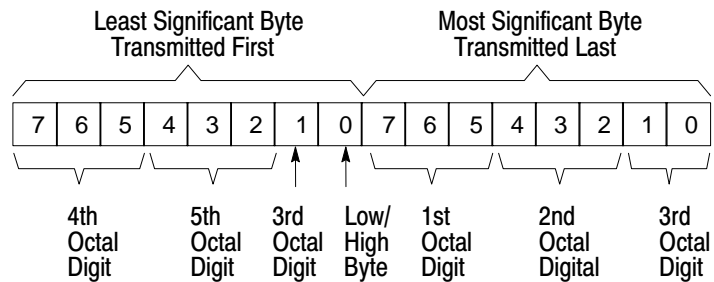 Least Significant Byte
Transmitted First
Most Significant Byte
Transmitted Last
7 6 5 4 3 2 1 0 7 6 5 4 3 2 1 0
4th
Octal
Digit
5th
Octal
Digit
3rd
Octal
Digit
Low/
High
Byte
1st
Octal
Digit
2nd
Octal
Digital
3rd
Octal
Digit